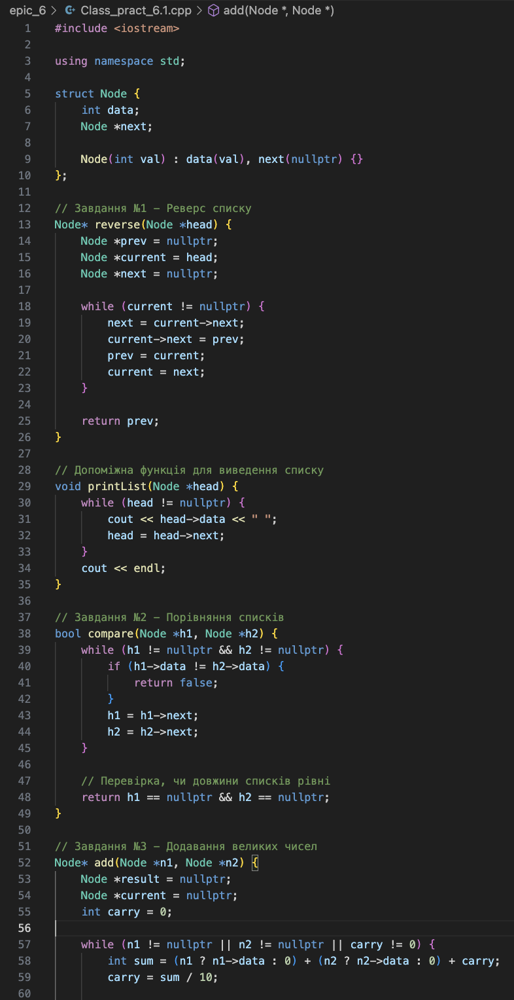 epic_6 > Class_pract_6.1.cpp > add(Node *, Node *)
1 #include <iostream>
2
3 using namespace std;
4
5 struct Node {
6     int data;
7     Node *next;
8
9     Node(int val) : data(val), next(nullptr) {}
10 };
11
12 // Завдання №1 - Реверс списку
13 Node* reverse(Node *head) {
14     Node *prev = nullptr;
15     Node *current = head;
16     Node *next = nullptr;
17
18     while (current != nullptr) {
19         next = current->next;
20         current->next = prev;
21         prev = current;
22         current = next;
23     }
24
25     return prev;
26 }
27
28 // Допоміжна функція для виведення списку
29 void printList(Node *head) {
30     while (head != nullptr) {
31         cout << head->data << " ";
32         head = head->next;
33     }
34     cout << endl;
35 }
36
37 // Завдання №2 - Порівняння списків
38 bool compare(Node *h1, Node *h2) {
39     while (h1 != nullptr && h2 != nullptr) {
40         if (h1->data != h2->data) {
41             return false;
42         }
43         h1 = h1->next;
44         h2 = h2->next;
45     }
46
47     // Перевірка, чи довжини списків рівні
48     return h1 == nullptr && h2 == nullptr;
49 }
50
51 // Завдання №3 - Додавання великих чисел
52 Node* add(Node *n1, Node *n2) {
53     Node *result = nullptr;
54     Node *current = nullptr;
55     int carry = 0;
56
57     while (n1 != nullptr || n2 != nullptr || carry != 0) {
58         int sum = (n1 ? n1->data : 0) + (n2 ? n2->data : 0) + carry;
59         carry = sum / 10;
60